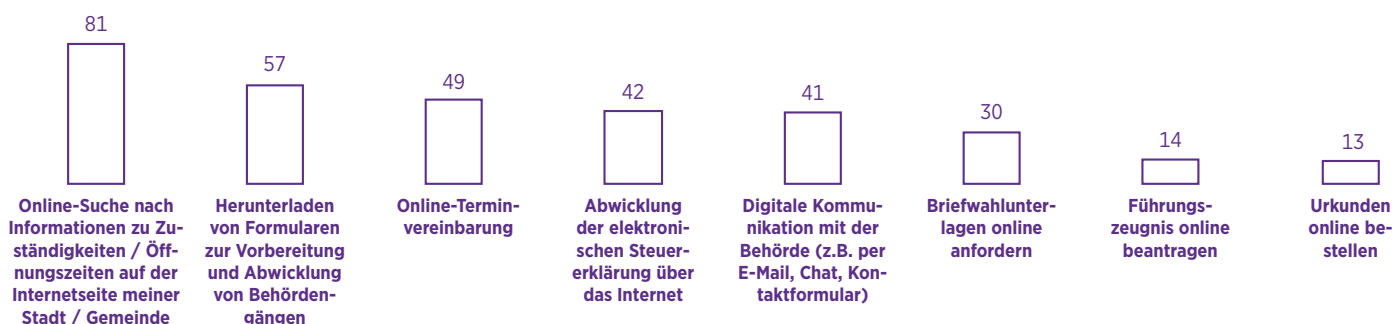 81
57
49
42
41
30
14
13
Online-Suche nach
Informationen zu Zu-
ständigkeiten / Öff-
nungszeiten auf der
Internetseite meiner
Stadt / Gemeinde
Herunterladen
von Formularen
zur Vorbereitung
und Abwicklung
von Behörden-
gängen
Online-Termin-
vereinbarung
Abwicklung
der elektroni-
schen Steuer-
erklärung über
das Internet
Digitale Kommu-
nikation mit der
Behörde (z.B. per
E-Mail, Chat, Kon-
taktformular)
Briefwahlunter-
lagen online
anfordern
Führungs-
zeugnis online
beantragen
Urkunden
online be-
stellen